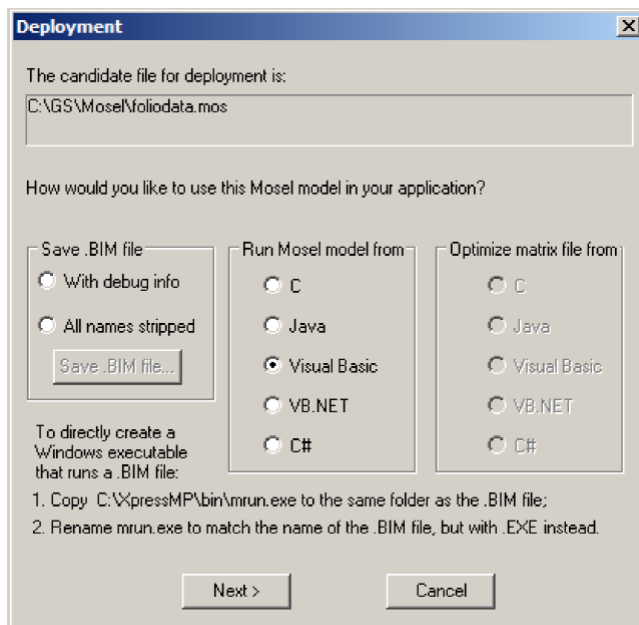 Deployment
The candidate file for deployment is:
C:\GS\Mosel\foliodata.mos
How would you like to use this Mosel model in your application?
Save .BIM file
With debug info
All names stripped
Save .BIM file...
To directly create a
Windows executable
that runs a .BIM file:
Run Mosel model from
C
Java
Visual Basic
VB.NET
C#
Optimize matrix file from
C
Java
Visual Basic
VB.NET
C#
1. Copy C:\XpressMP\bin\mrun.exe to the same folder as the .BIM file;
2. Rename mrun.exe to match the name of the .BIM file, but with .EXE instead.
Next >
Cancel